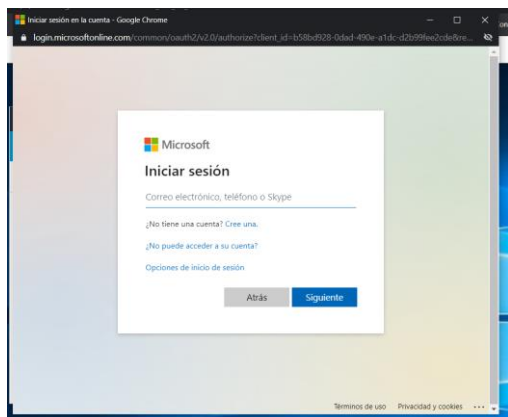 Iniciar sesión en la cuenta - Google Chrome
login.microsoftonline.com/common/oauth2/v2.0/authorize?client_id=b58bd928-0dad-490e-a1dc-d2b99fee2cde&re...
Microsoft
Iniciar sesión
Correo electrónico, teléfono o Skype
¿No tiene una cuenta? Cree una.
¿No puede acceder a su cuenta?
Opciones de inicio de sesión
Atrás Siguiente
Términos de uso Privacidad y cookies ...